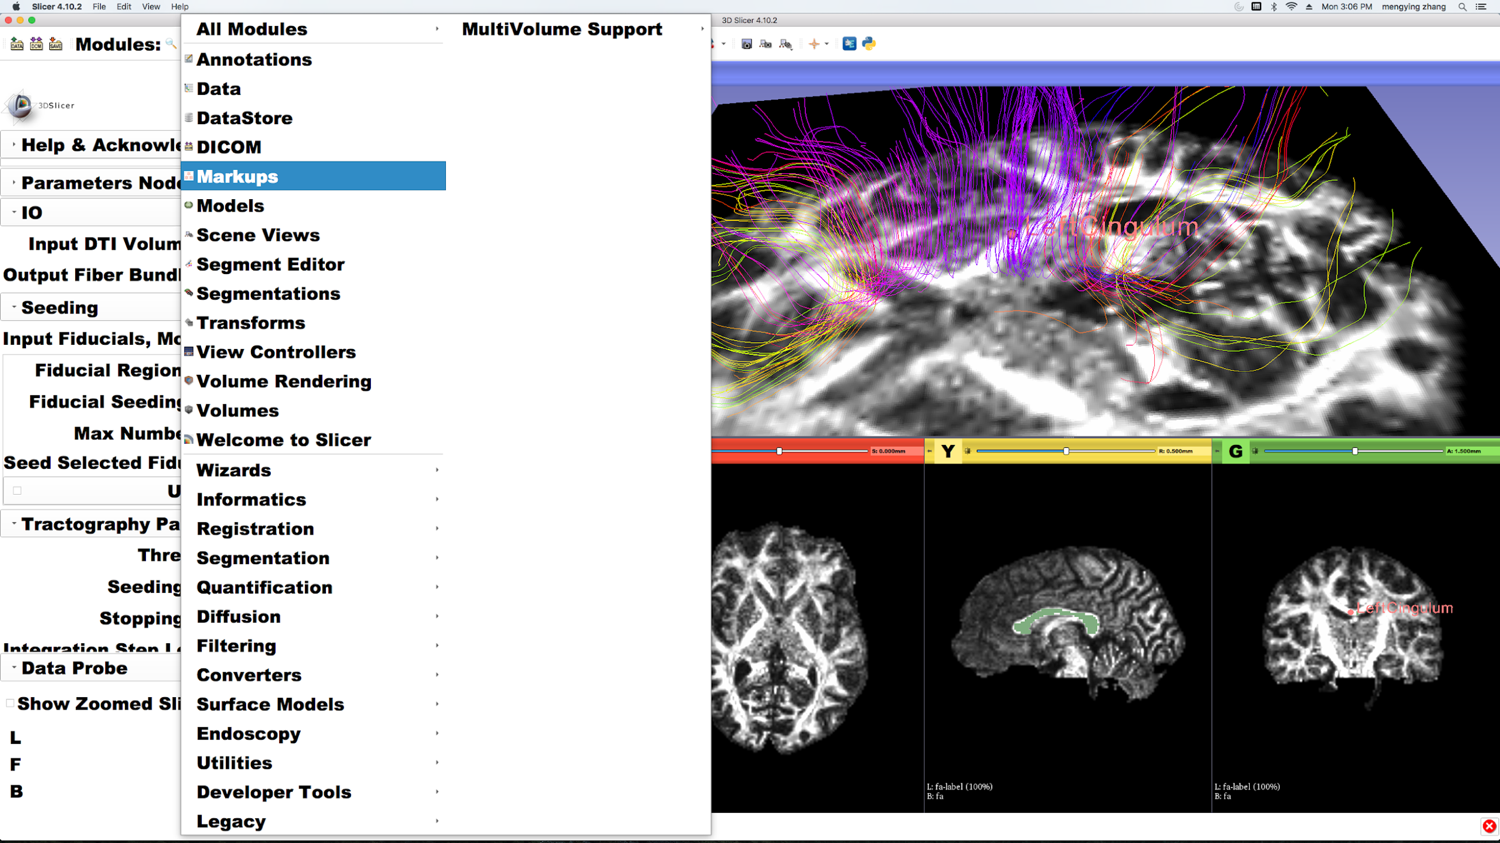 Slicer 4.10.2 File Edit View Help
Mon 3:06 PM mengying zhang
3D Slicer 4.10.2
DATA DCM SAVE Modules:
3DSlicer
Help & Acknowle
Parameters Node
IO
Input DTI Volum
Output Fiber Bundl
Seeding
Input Fiducials, Mo
Fiducial Region
Fiducial Seeding
Max Numbe
Seed Selected Fidu
U
Tractography Pa
Thre
Seeding
Stopping
Integration Step L
Data Probe
Show Zoomed Sli
L
F
B
All Modules
Annotations
Data
DataStore
DICOM
Markups
Models
Scene Views
Segment Editor
Segmentations
Transforms
View Controllers
Volume Rendering
Volumes
Welcome to Slicer
Wizards
Informatics
Registration
Segmentation
Quantification
Diffusion
Filtering
Converters
Surface Models
Endoscopy
Utilities
Developer Tools
Legacy
MultiVolume Support
LeftCingulum
S: 0.000mm
Y
R: 0.500mm
G
A: 1.500mm
LeftCingulum
L: fa-label (100%)
B: fa
L: fa-label (100%)
B: fa